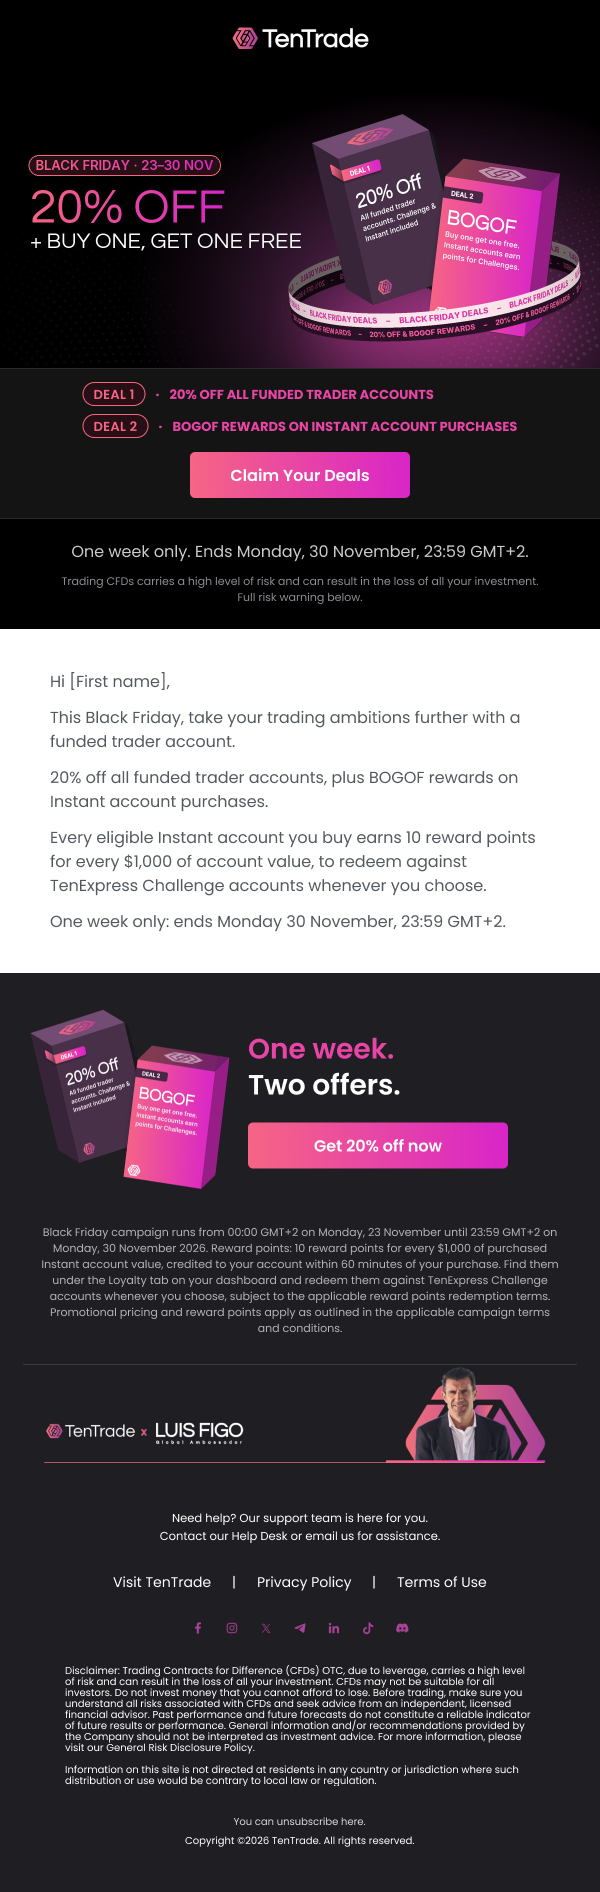 TenTrade
BLACK FRIDAY · 23–30 NOV
20% OFF
+ BUY ONE, GET ONE FREE
DEAL 1
20% Off
All funded trader
accounts. Challenge &
Instant included
DEAL 2
BOGOF
Buy one get one free.
Instant accounts earn
points for Challenges.
BLACK FRIDAY DEALS – BLACK FRIDAY DEALS – BLACK FRIDAY DEALS
& BOGOF REWARDS – 20% OFF & BOGOF REWARDS – 20% OFF & BOGOF REWARDS
DEAL 1 · 20% OFF ALL FUNDED TRADER ACCOUNTS
DEAL 2 · BOGOF REWARDS ON INSTANT ACCOUNT PURCHASES
Claim Your Deals
One week only. Ends Monday, 30 November, 23:59 GMT+2.
Trading CFDs carries a high level of risk and can result in the loss of all your investment.
Full risk warning below.
Hi [First name],
This Black Friday, take your trading ambitions further with a
funded trader account.
20% off all funded trader accounts, plus BOGOF rewards on
Instant account purchases.
Every eligible Instant account you buy earns 10 reward points
for every $1,000 of account value, to redeem against
TenExpress Challenge accounts whenever you choose.
One week only: ends Monday 30 November, 23:59 GMT+2.
DEAL 1
20% Off
All funded trader
accounts. Challenge &
Instant included
DEAL 2
BOGOF
Buy one get one free.
Instant accounts earn
points for Challenges.
One week.
Two offers.
Get 20% off now
Black Friday campaign runs from 00:00 GMT+2 on Monday, 23 November until 23:59 GMT+2 on
Monday, 30 November 2026. Reward points: 10 reward points for every $1,000 of purchased
Instant account value, credited to your account within 60 minutes of your purchase. Find them
under the Loyalty tab on your dashboard and redeem them against TenExpress Challenge
accounts whenever you choose, subject to the applicable reward points redemption terms.
Promotional pricing and reward points apply as outlined in the applicable campaign terms
and conditions.
TenTrade x LUIS FIGO
Global Ambassador
Need help? Our support team is here for you.
Contact our Help Desk or email us for assistance.
Visit TenTrade | Privacy Policy | Terms of Use
Disclaimer: Trading Contracts for Difference (CFDs) OTC, due to leverage, carries a high level
of risk and can result in the loss of all your investment. CFDs may not be suitable for all
investors. Do not invest money that you cannot afford to lose. Before trading, make sure you
understand all risks associated with CFDs and seek advice from an independent, licensed
financial advisor. Past performance and future forecasts do not constitute a reliable indicator
of future results or performance. General information and/or recommendations provided by
the Company should not be interpreted as investment advice. For more information, please
visit our General Risk Disclosure Policy.
Information on this site is not directed at residents in any country or jurisdiction where such
distribution or use would be contrary to local law or regulation.
You can unsubscribe here.
Copyright ©2026 TenTrade. All rights reserved.